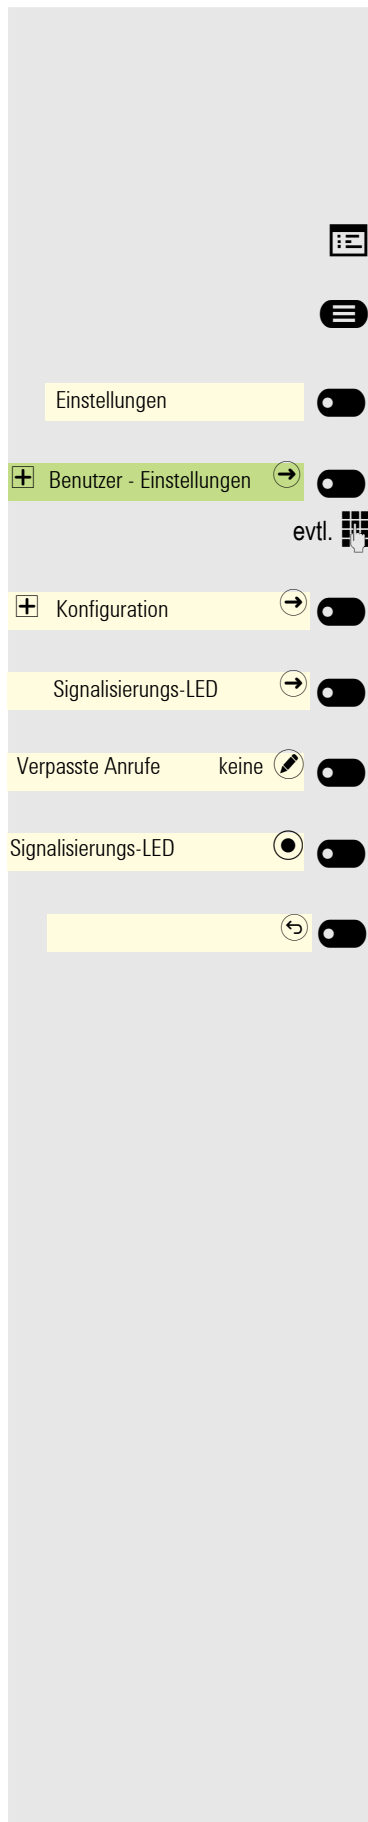 Einstellungen
Benutzer - Einstellungen
evtl.
Konfiguration
Signalisierungs-LED
Verpasste Anrufe keine
Signalisierungs-LED